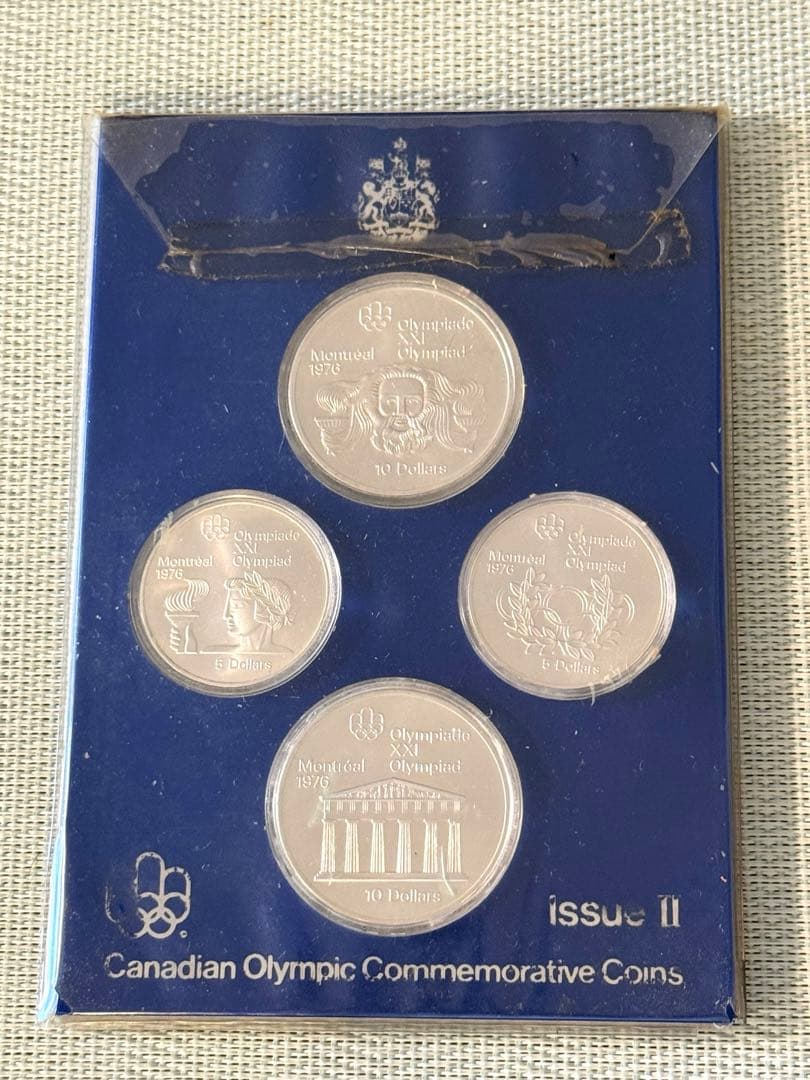 Olympiade
XXI
Montréal Olympiad
1976
10 Dollars
Olympiade
XXI
Montréal Olympiad
1976
5 Dollars
Olympiade
XXI
Montréal Olympiad
1976
5 Dollars
Olympiade
XXI
Montréal Olympiad
1976
10 Dollars
Issue II
Canadian Olympic Commemorative Coins